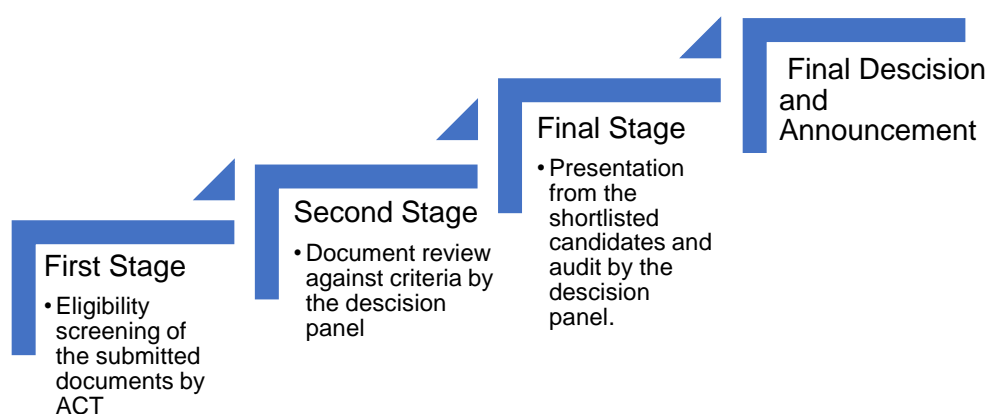 First Stage
• Eligibility
screening of
the submitted
documents by
ACT
Second Stage
• Document review
against criteria by
the descision
panel
Final Stage
• Presentation
from the
shortlisted
candidates and
audit by the
descision
panel.
Final Descision
and
Announcement